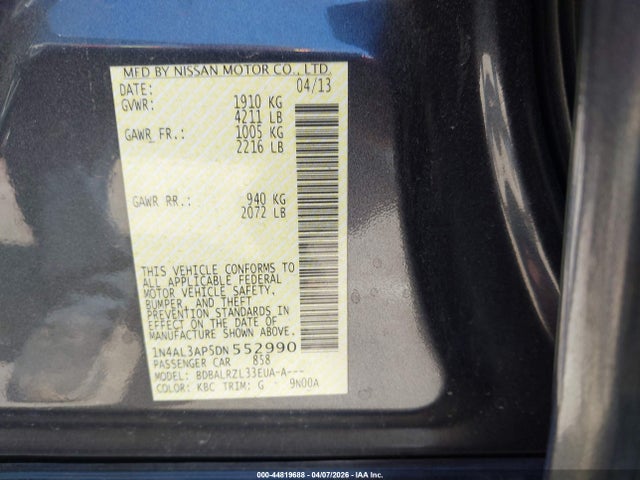 MFD BY NISSAN MOTOR CO., LTD.
DATE: 04/13
GVWR: 1910 KG
4211 LB
GAWR FR.: 1005 KG
2216 LB
GAWR RR.: 940 KG
2072 LB
THIS VEHICLE CONFORMS TO
ALL APPLICABLE FEDERAL
MOTOR VEHICLE SAFETY,
BUMPER, AND THEFT
PREVENTION STANDARDS IN
EFFECT ON THE DATE OF
MANUFACTURE SHOWN ABOVE.
1N4AL3AP5DN552990
PASSENGER CAR 858
MODEL: BDBALRZL33EUA-A---
COLOR: KBC TRIM: G 9N00A
000-44819688 - 04/07/2026 - IAA Inc.